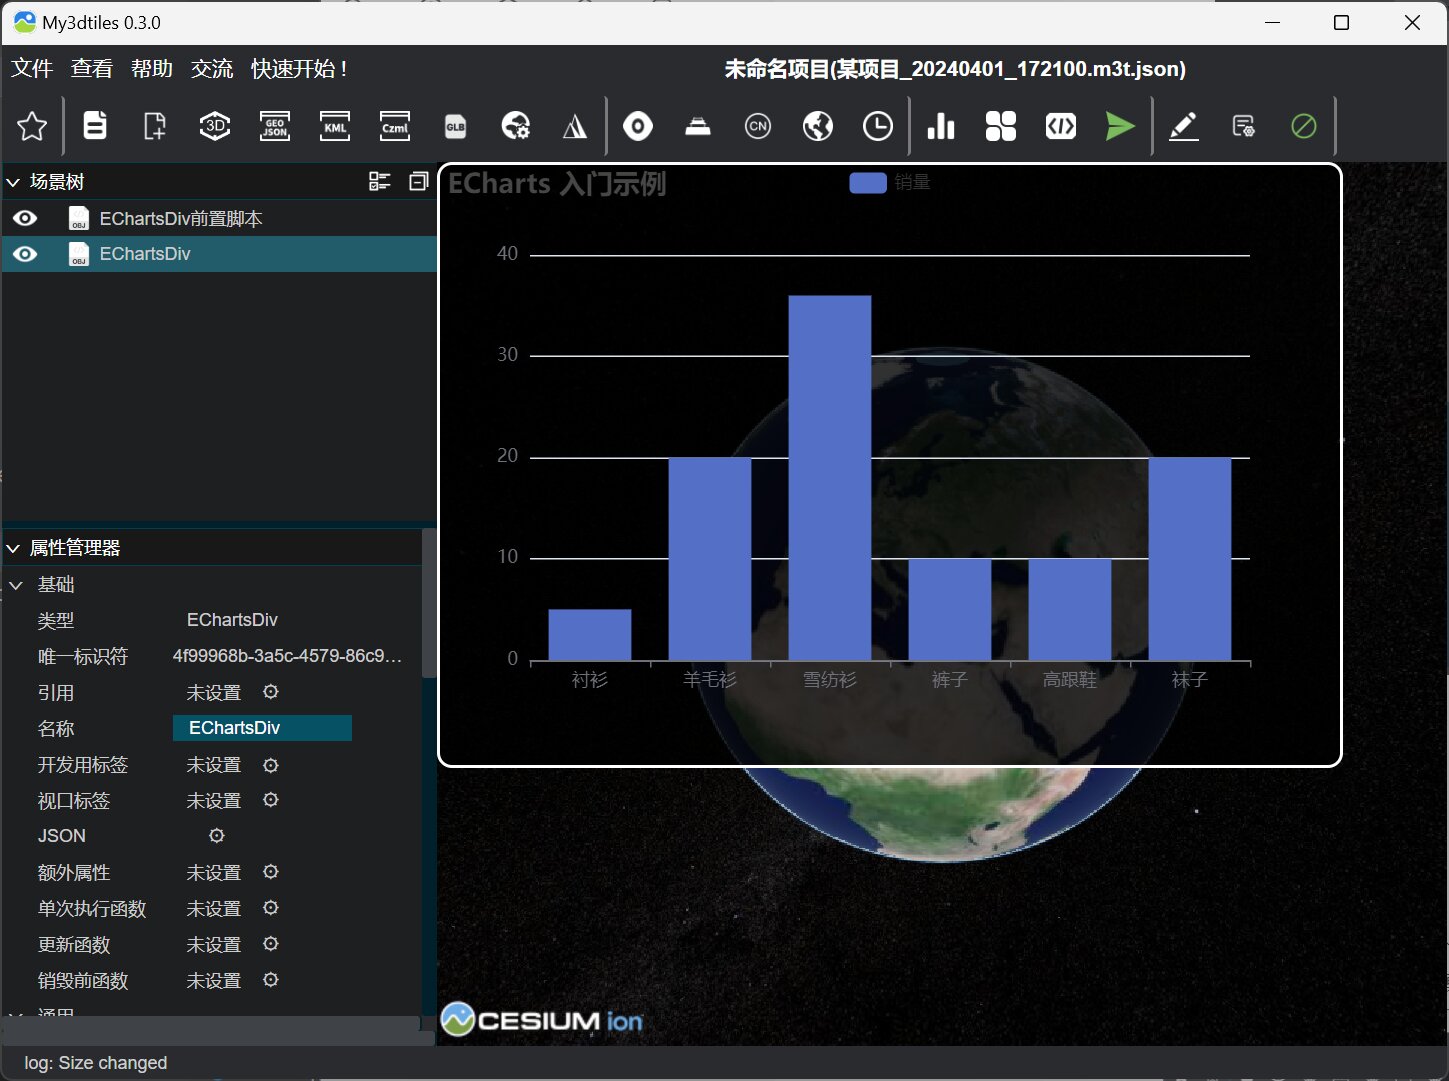 My3dtiles 0.3.0
文件 查看 帮助 交流 快速开始！
未命名项目(某项目_20240401_172100.m3t.json)
3D GEO JSON KML Czml GLB CN
场景树
OBJ EChartsDiv前置脚本
OBJ EChartsDiv
属性管理器
基础
类型 EChartsDiv
唯一标识符 4f99968b-3a5c-4579-86c9…
引用 未设置
名称 EChartsDiv
开发用标签 未设置
视口标签 未设置
JSON
额外属性 未设置
单次执行函数 未设置
更新函数 未设置
销毁前函数 未设置
通用
ECharts 入门示例
销量
40
30
20
10
0
衬衫 羊毛衫 雪纺衫 裤子 高跟鞋 袜子
CESIUM ion
log: Size changed